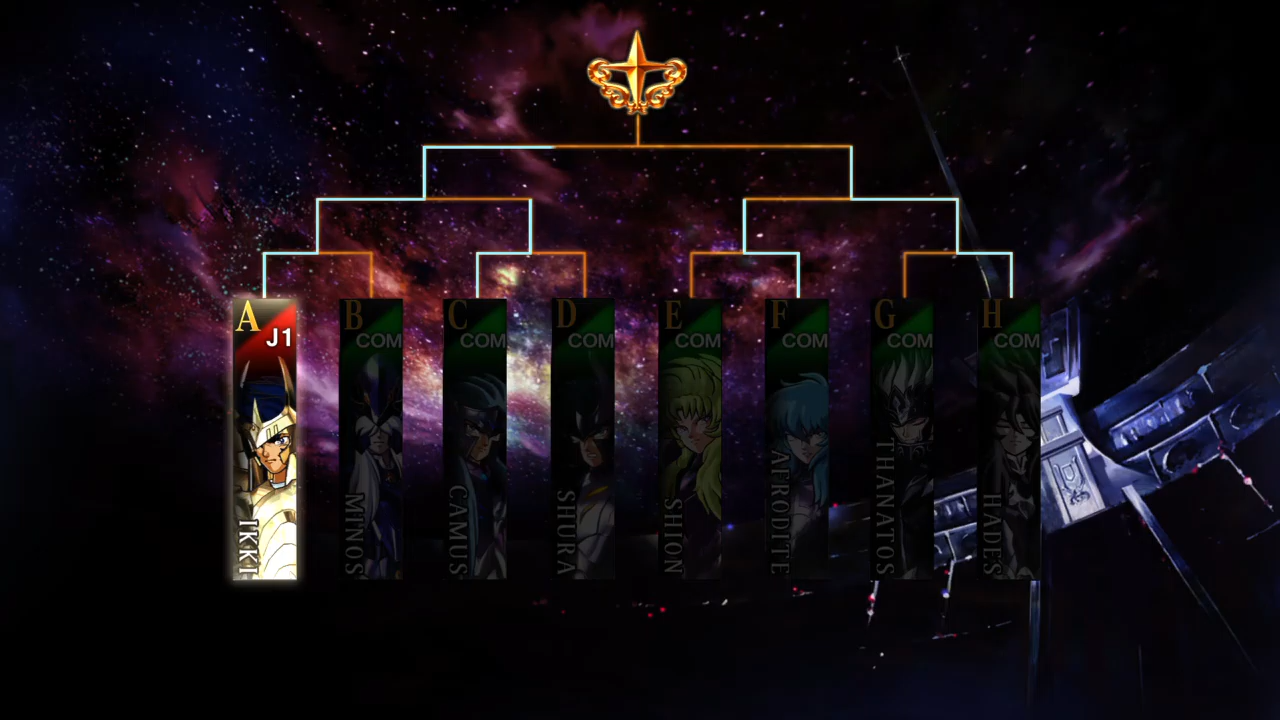 A
J1
IKKI
B
COM
MINOS
C
COM
CAMUS
D
COM
SHURA
E
COM
SHION
F
COM
AFRODITE
G
COM
THANATOS
H
COM
HADES